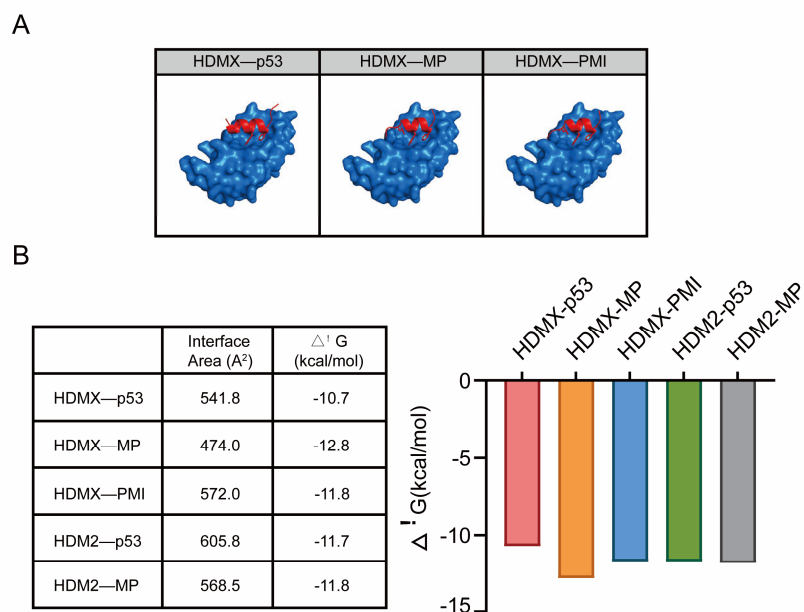 A
HDMX—p53 HDMX—MP HDMX—PMI
B
Interface Area (A²) △ᴵ G (kcal/mol)
HDMX—p53 541.8 -10.7
HDMX—MP 474.0 -12.8
HDMX—PMI 572.0 -11.8
HDM2—p53 605.8 -11.7
HDM2—MP 568.5 -11.8
HDMX-p53
HDMX-MP
HDMX-PMI
HDM2-p53
HDM2-MP
△! G(kcal/mol)
0
-5
-10
-15